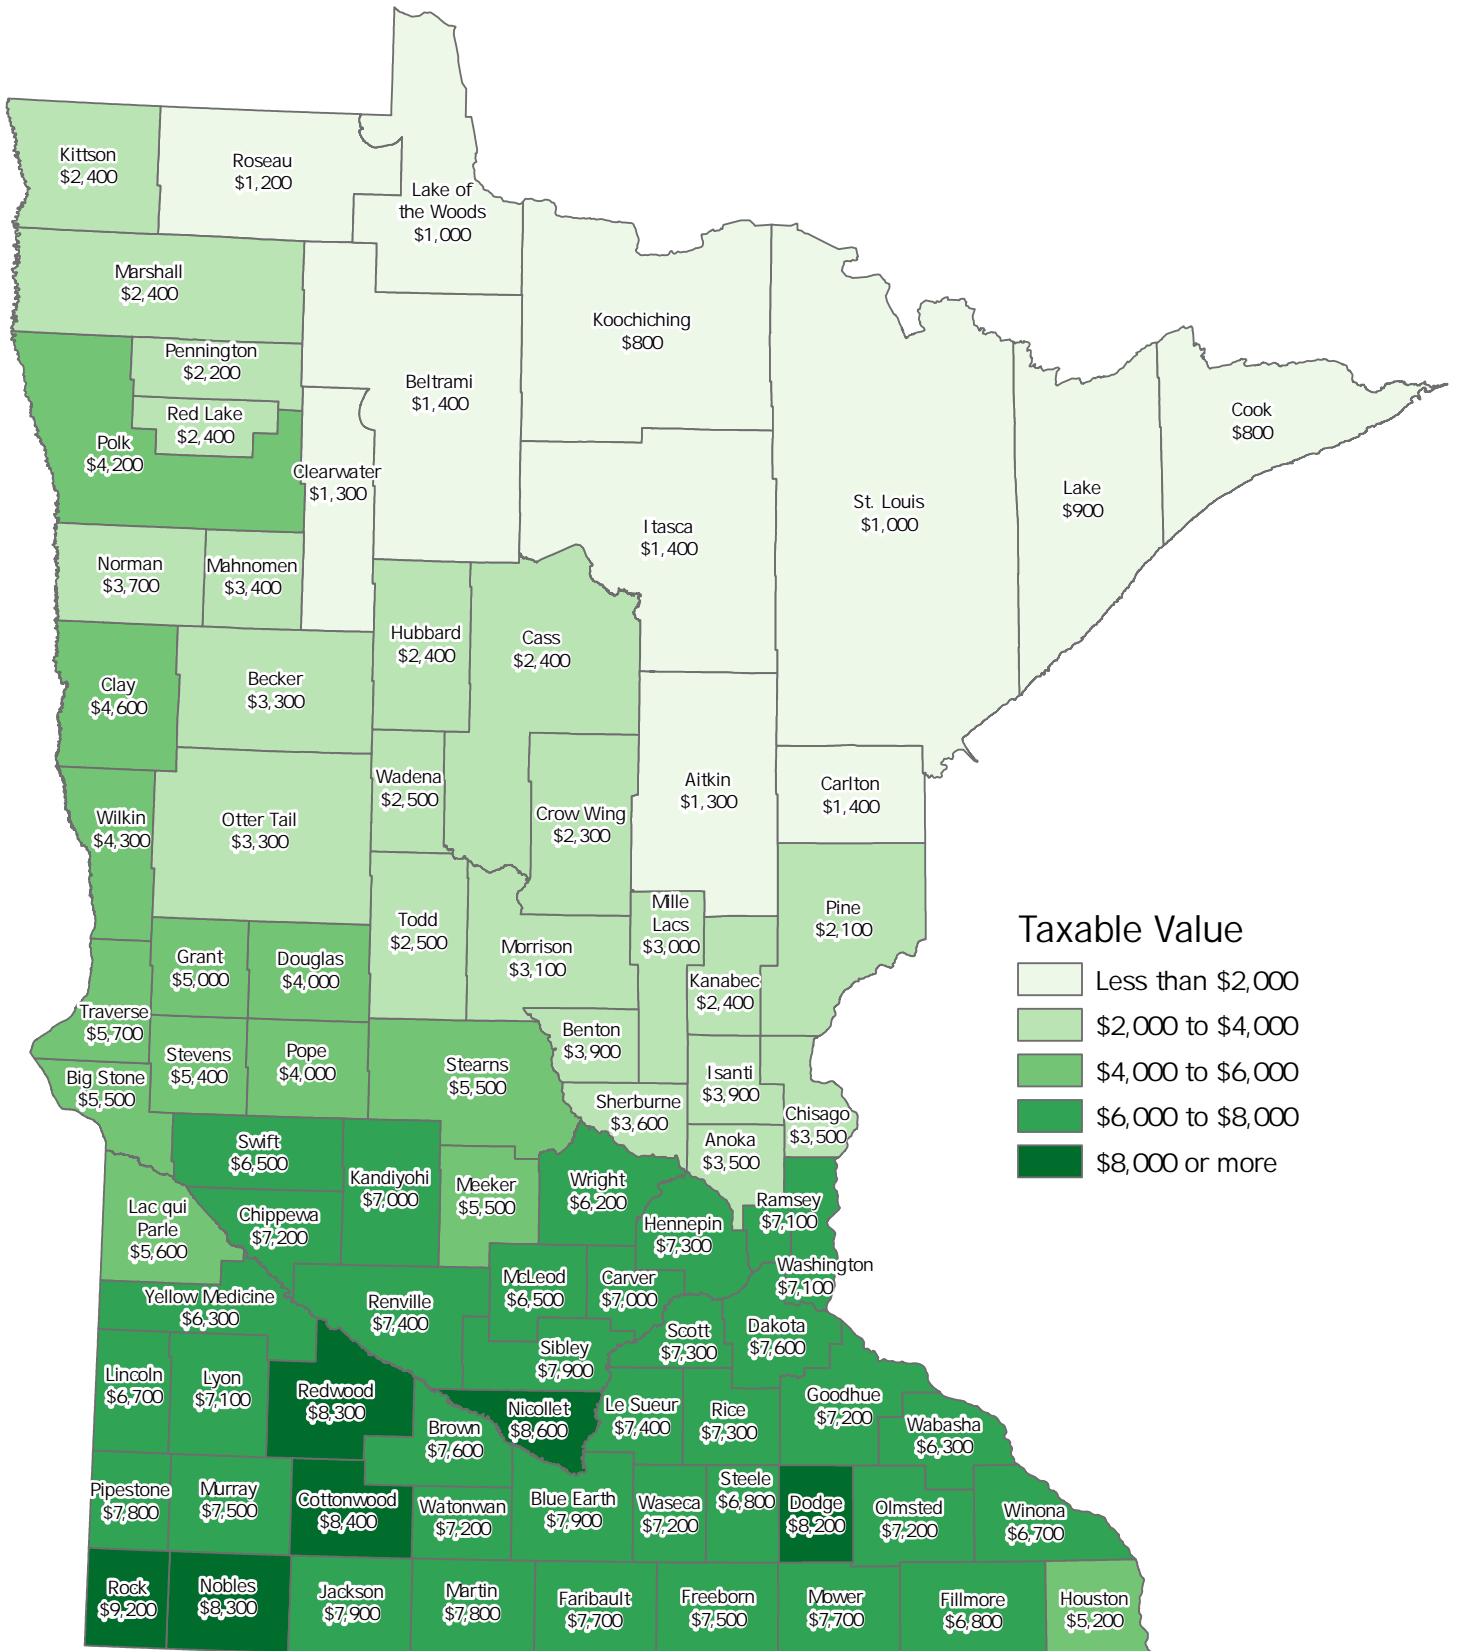 Kittson
$2,400
Roseau
$1,200
Lake of
the Woods
$1,000
Marshall
$2,400
Koochiching
$800
Pennington
$2,200
Beltrami
$1,400
Red Lake
$2,400
Polk
$4,200
Cook
$800
Clearwater
$1,300
Lake
$900
St. Louis
$1,000
Itasca
$1,400
Norman
$3,700
Mahnomen
$3,400
Hubbard
$2,400
Cass
$2,400
Clay
$4,600
Becker
$3,300
Wadena
$2,500
Aitkin
$1,300
Carlton
$1,400
Wilkin
$4,300
Otter Tail
$3,300
Crow Wing
$2,300
Mille
Lacs
$3,000
Pine
$2,100
Todd
$2,500
Morrison
$3,100
Grant
$5,000
Douglas
$4,000
Kanabec
$2,400
Traverse
$5,700
Benton
$3,900
Stevens
$5,400
Pope
$4,000
Stearns
$5,500
Big Stone
$5,500
Isanti
$3,900
Sherburne
$3,600
Chisago
$3,500
Taxable Value
Less than $2,000
$2,000 to $4,000
$4,000 to $6,000
$6,000 to $8,000
$8,000 or more
Swift
$6,500
Anoka
$3,500
Kandiyohi
$7,000
Meeker
$5,500
Wright
$6,200
Ramsey
$7,100
Lac qui
Parle
$5,600
Chippewa
$7,200
Hennepin
$7,300
Washington
$7,100
McLeod
$6,500
Carver
$7,000
Yellow Medicine
$6,300
Renville
$7,400
Scott
$7,300
Dakota
$7,600
Sibley
$7,900
Lincoln
$6,700
Lyon
$7,100
Redwood
$8,300
Nicollet
$8,600
Le Sueur
$7,400
Rice
$7,300
Goodhue
$7,200
Brown
$7,600
Wabasha
$6,300
Pipestone
$7,800
Murray
$7,500
Cottonwood
$8,400
Watonwan
$7,200
Blue Earth
$7,900
Waseca
$7,200
Steele
$6,800
Dodge
$8,200
Olmsted
$7,200
Winona
$6,700
Rock
$9,200
Nobles
$8,300
Jackson
$7,900
Martin
$7,800
Faribault
$7,700
Freeborn
$7,500
Mower
$7,700
Fillmore
$6,800
Houston
$5,200